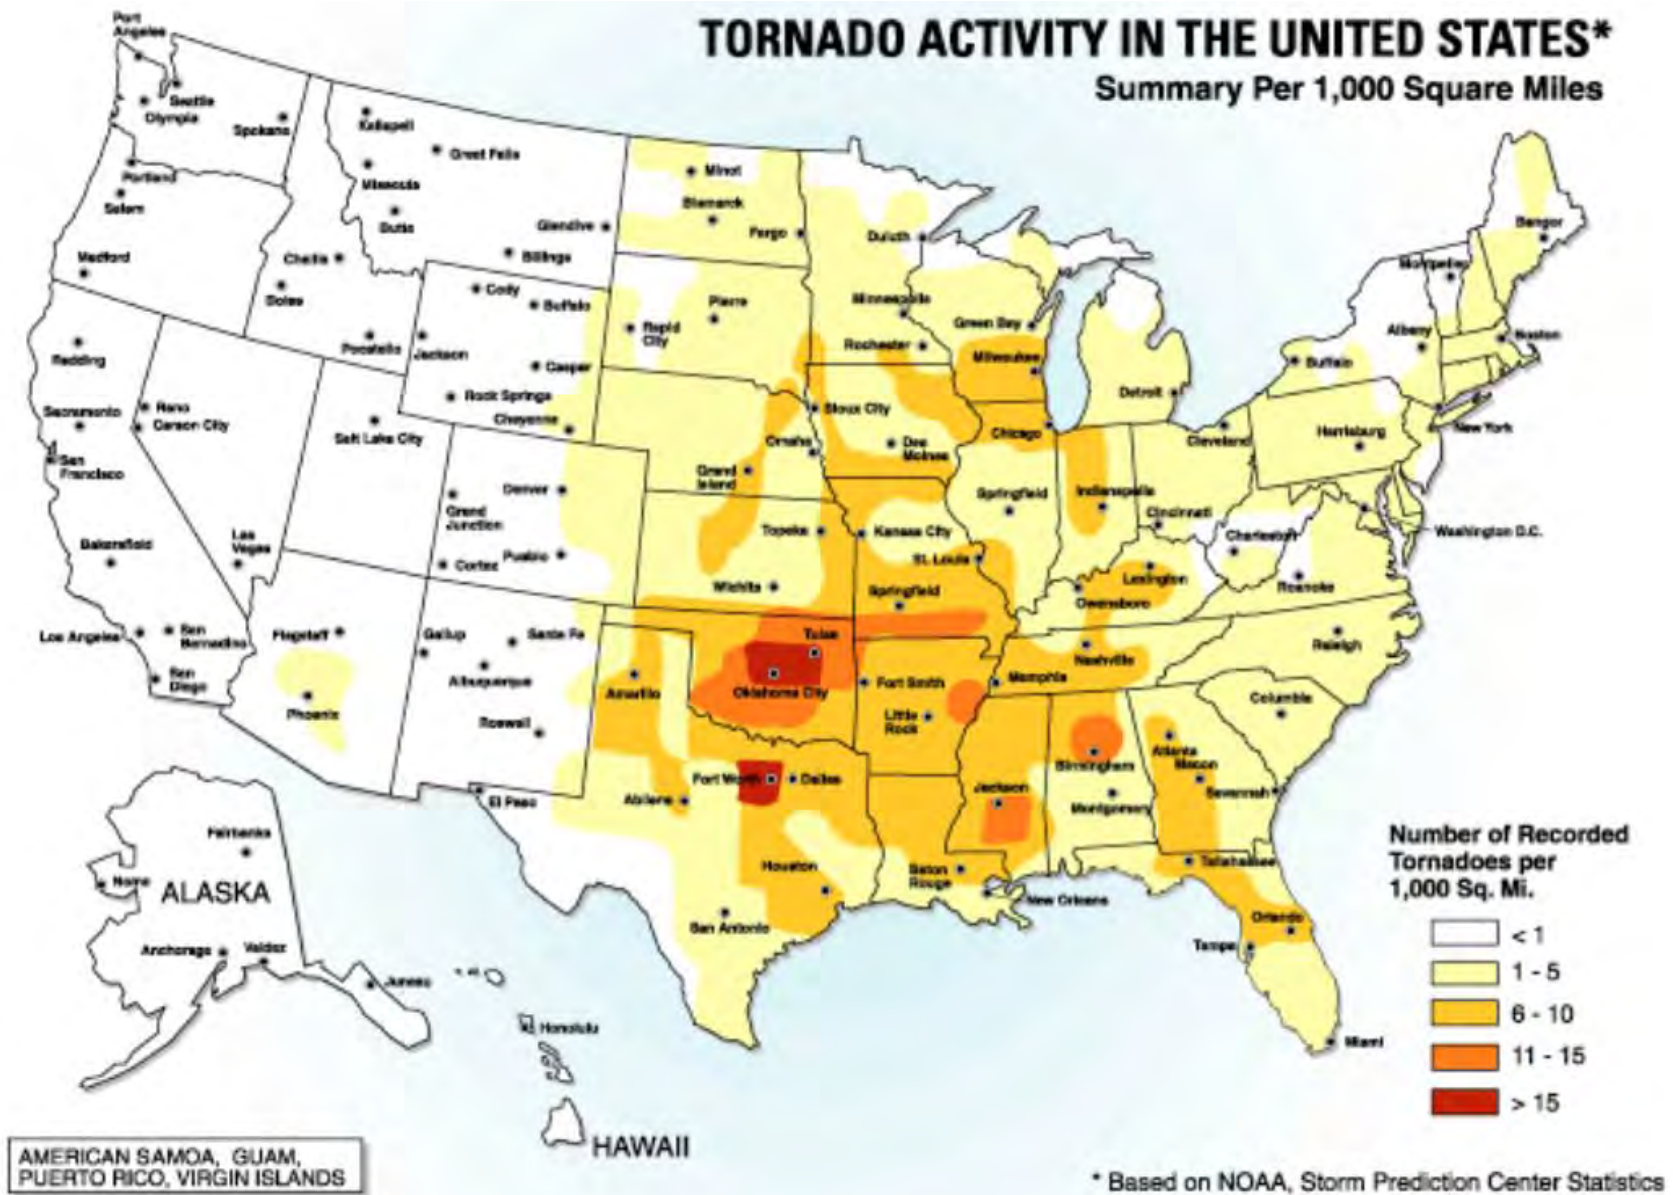 TORNADO ACTIVITY IN THE UNITED STATES*
Summary Per 1,000 Square Miles
Port
Angeles
Seattle
Olympia
Spokane
Portland
Salem
Medford
Kalispell
Great Falls
Missoula
Butte
Glendive
Billings
Challis
Boise
Pocatello
Cody
Buffalo
Jackson
Casper
Rock Springs
Cheyenne
Minot
Bismarck
Fargo
Pierre
Rapid
City
Duluth
Minneapolis
Rochester
Green Bay
Milwaukee
Detroit
Bangor
Montpelier
Albany
Boston
Buffalo
New York
Harrisburg
Cleveland
Redding
Sacramento
San
Francisco
Reno
Carson City
Salt Lake City
Las
Vegas
Bakersfield
Los Angeles
San
Bernadino
San
Diego
Denver
Grand
Junction
Pueblo
Cortez
Grand
Island
Omaha
Sioux City
Des
Moines
Chicago
Springfield
Indianapolis
Cincinnati
Charleston
Washington D.C.
Roanoke
Topeka
Kansas City
St. Louis
Wichita
Springfield
Owensboro
Lexington
Raleigh
Flagstaff
Phoenix
Gallup
Santa Fe
Albuquerque
Roswell
Amarillo
Tulsa
Oklahoma City
Fort Smith
Little
Rock
Memphis
Nashville
Columbia
Atlanta
Macon
Savannah
Birmingham
Montgomery
Jackson
El Paso
Abilene
Fort Worth
Dallas
Houston
San Antonio
Baton
Rouge
New Orleans
Tallahassee
Orlando
Tampa
Miami
Fairbanks
Nome
ALASKA
Anchorage
Valdez
Juneau
Honolulu
HAWAII
Number of Recorded
Tornadoes per
1,000 Sq. Mi.
< 1
1 - 5
6 - 10
11 - 15
> 15
AMERICAN SAMOA, GUAM,
PUERTO RICO, VIRGIN ISLANDS
* Based on NOAA, Storm Prediction Center Statistics